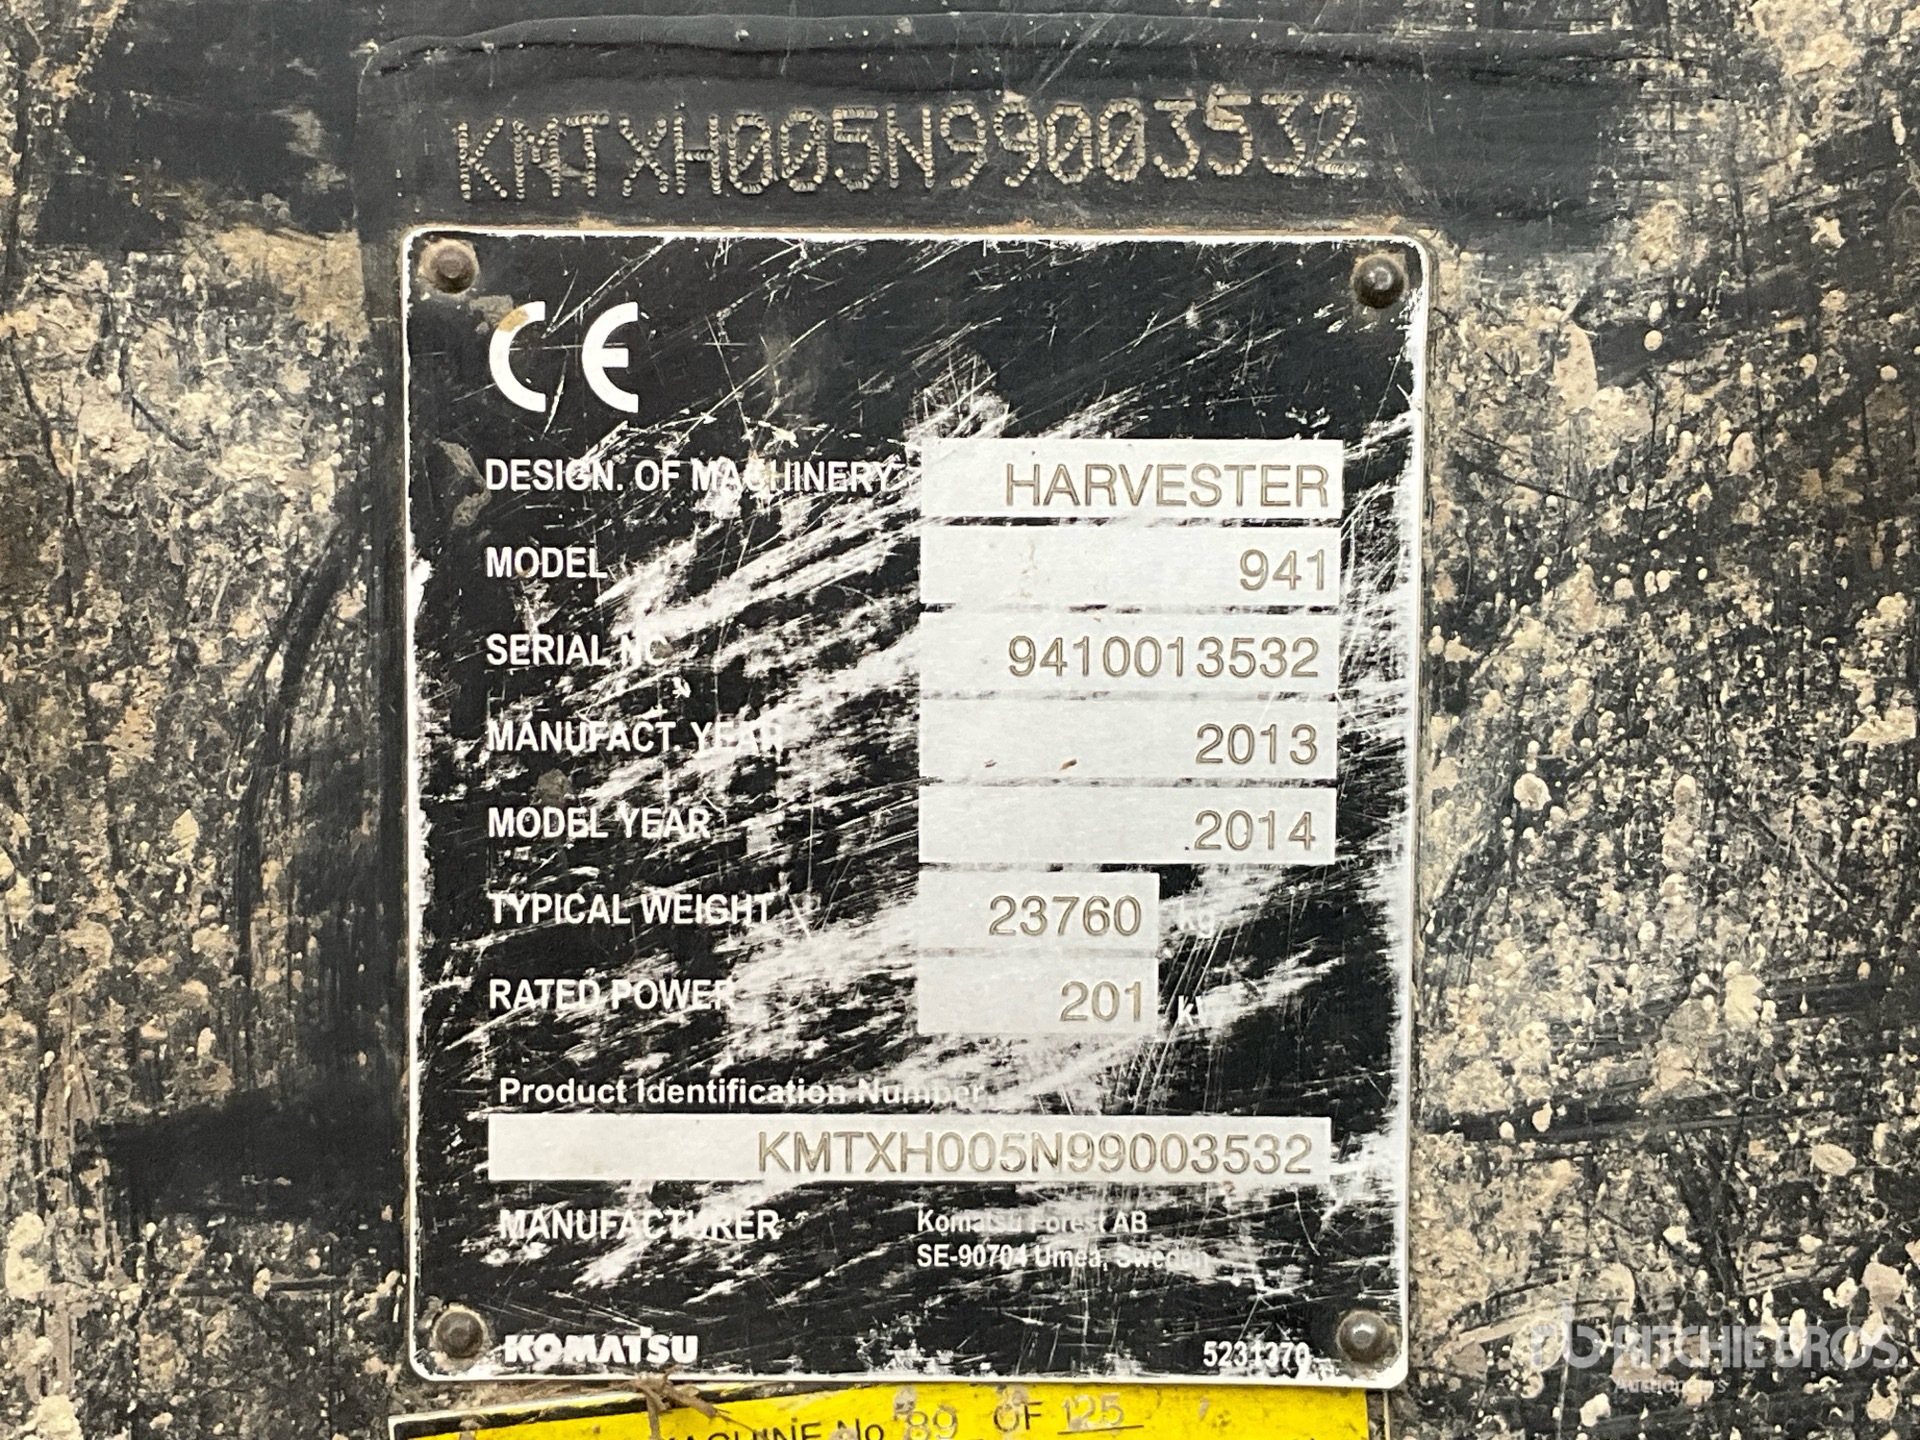 KMTXH005N99003532
CE
DESIGN. OF MACHINERY HARVESTER
MODEL 941
SERIAL NO 9410013532
MANUFACT. YEAR 2013
MODEL YEAR 2014
TYPICAL WEIGHT 23760 kg
RATED POWER 201 kW
Product Identification Number
KMTXH005N99003532
MANUFACTURER Komatsu Forest AB
SE-90704 Umea, Sweden
KOMATSU 5231370
RITCHIE BROS.
Auctioneers
MACHINE No 89 OF 125